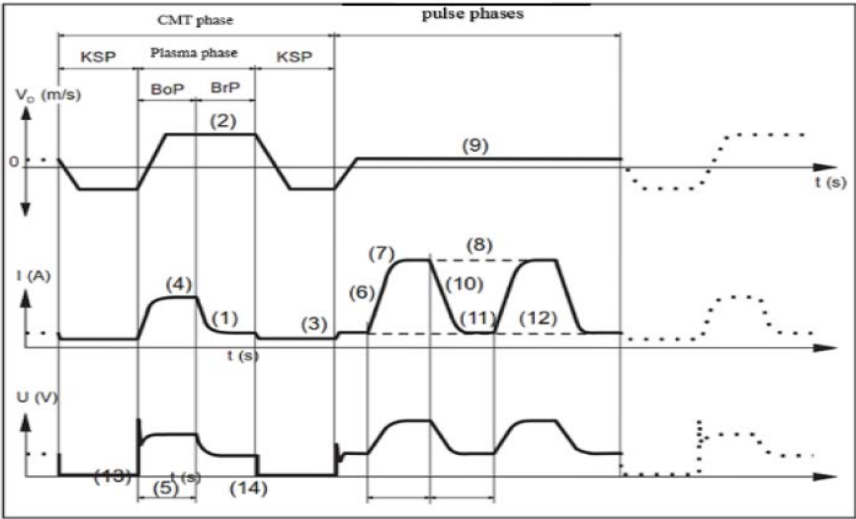 CMT phase
pulse phases
KSP
Plasma phase
KSP
BoP
BrP
V_D (m/s)
(2)
(9)
0
t (s)
(7)
(8)
I (A)
(4)
(6)
(10)
(1)
(3)
(11)
(12)
t (s)
U (V)
(13)
t (s)
(5)
(14)